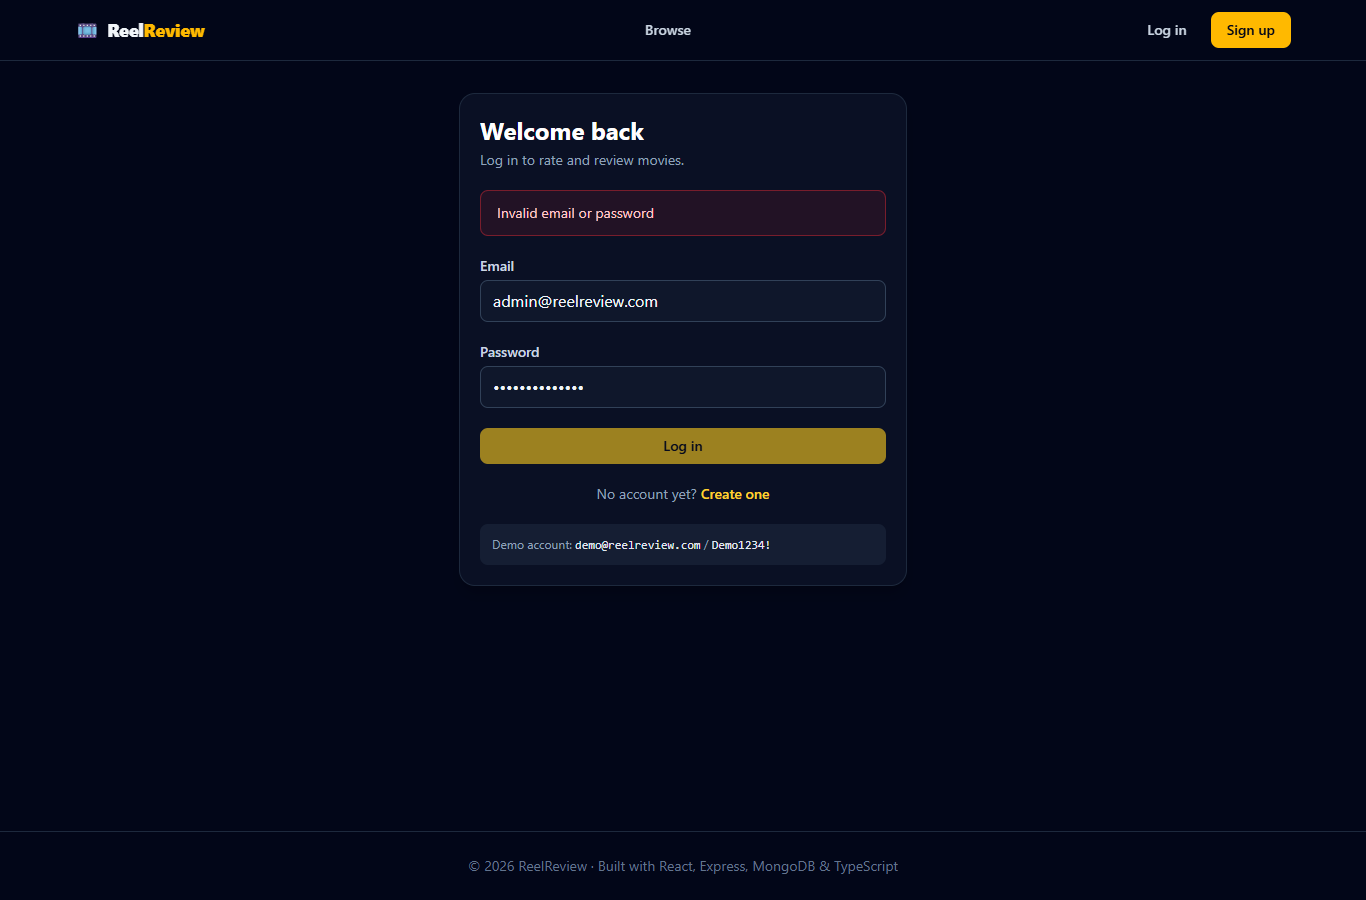 ReelReview
Browse
Log in
Sign up
Welcome back
Log in to rate and review movies.
Invalid email or password
Email
admin@reelreview.com
Password
••••••••••••••
Log in
No account yet? Create one
Demo account: demo@reelreview.com / Demo1234!
© 2026 ReelReview · Built with React, Express, MongoDB & TypeScript